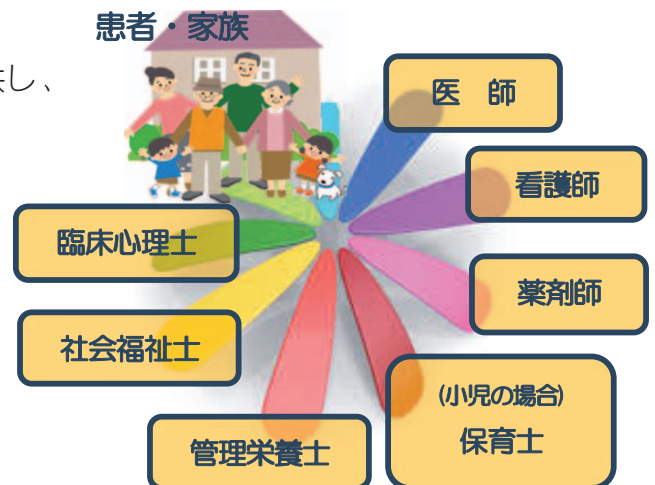 患者・家族
し、
医　師
看護師
薬剤師
(小児の場合)
保育士
管理栄養士
社会福祉士
臨床心理士